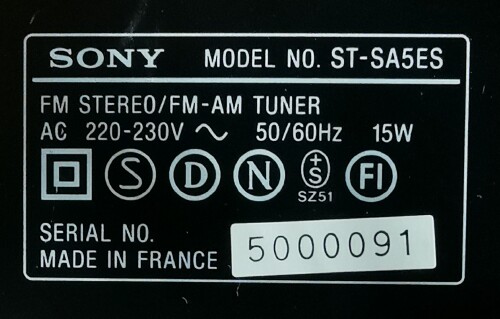 SONY MODEL NO. ST-SA5ES
FM STEREO/FM-AM TUNER
AC 220-230V ～ 50/60Hz 15W
S D N +S FI
SZ51
SERIAL NO. 5000091
MADE IN FRANCE